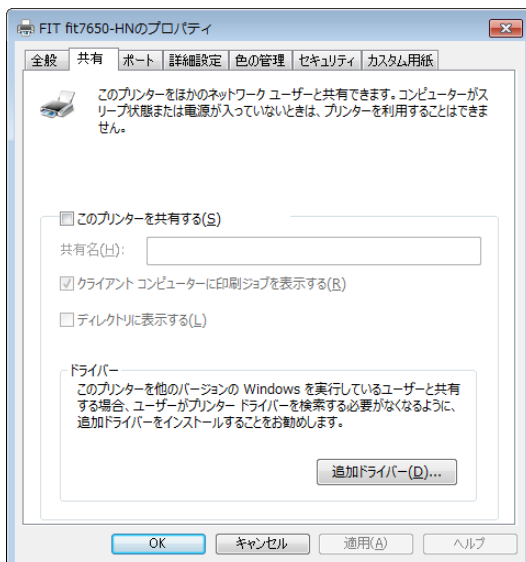 FIT fit7650-HNのプロパティ
全般 共有 ポート 詳細設定 色の管理 セキュリティ カスタム用紙
このプリンターをほかのネットワーク ユーザーと共有できます。コンピューターがス
リープ状態または電源が入っていないときは、プリンターを利用することはできま
せん。
このプリンターを共有する(S)
共有名(H):
クライアント コンピューターに印刷ジョブを表示する(R)
ディレクトリに表示する(L)
ドライバー
このプリンターを他のバージョンの Windows を実行しているユーザーと共有
する場合、ユーザーがプリンター ドライバーを検索する必要がなくなるように、
追加ドライバーをインストールすることをお勧めします。
追加ドライバー(D)...
OK キャンセル 適用(A) ヘルプ